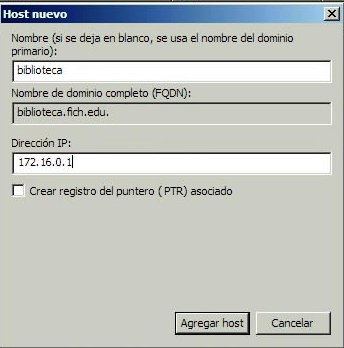 Host nuevo
Nombre (si se deja en blanco, se usa el nombre del dominio
primario):
biblioteca
Nombre de dominio completo (FQDN):
biblioteca.fich.edu.
Dirección IP:
172.16.0.1
Crear registro del puntero (PTR) asociado
Agregar host
Cancelar